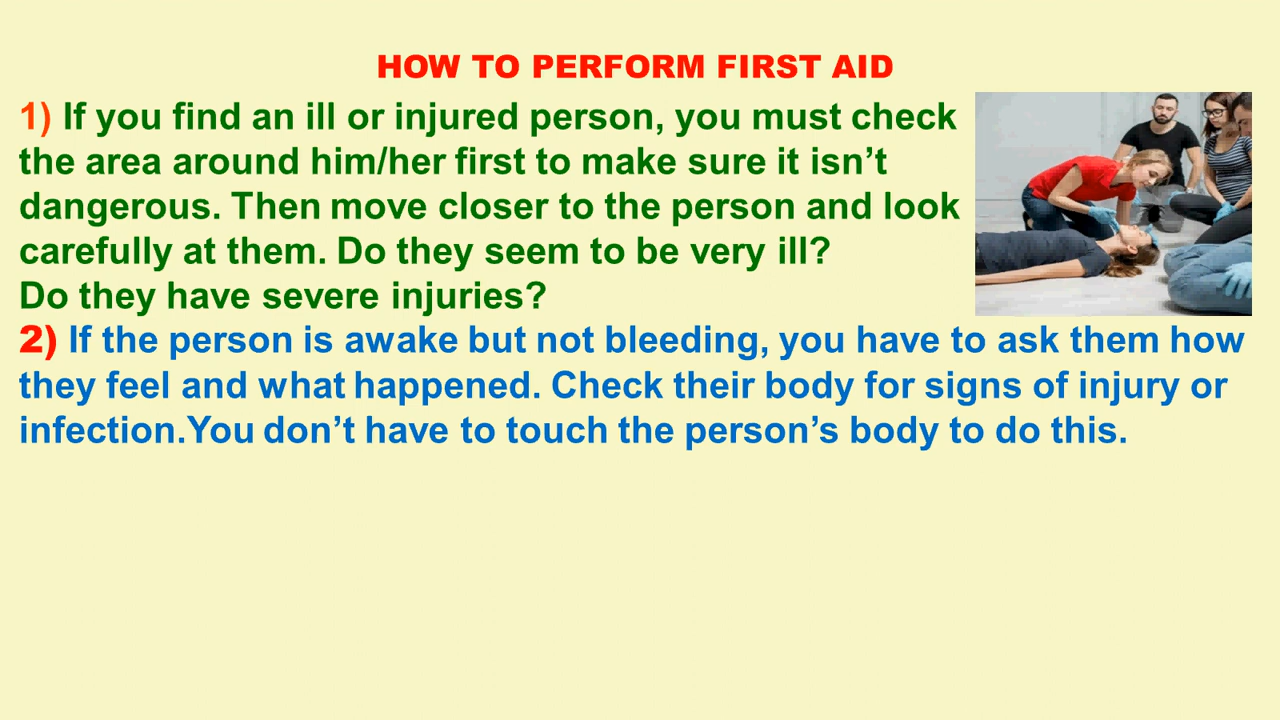 HOW TO PERFORM FIRST AID
1) If you find an ill or injured person, you must check
the area around him/her first to make sure it isn’t
dangerous. Then move closer to the person and look
carefully at them. Do they seem to be very ill?
Do they have severe injuries?
2) If the person is awake but not bleeding, you have to ask them how
they feel and what happened. Check their body for signs of injury or
infection.You don’t have to touch the person’s body to do this.